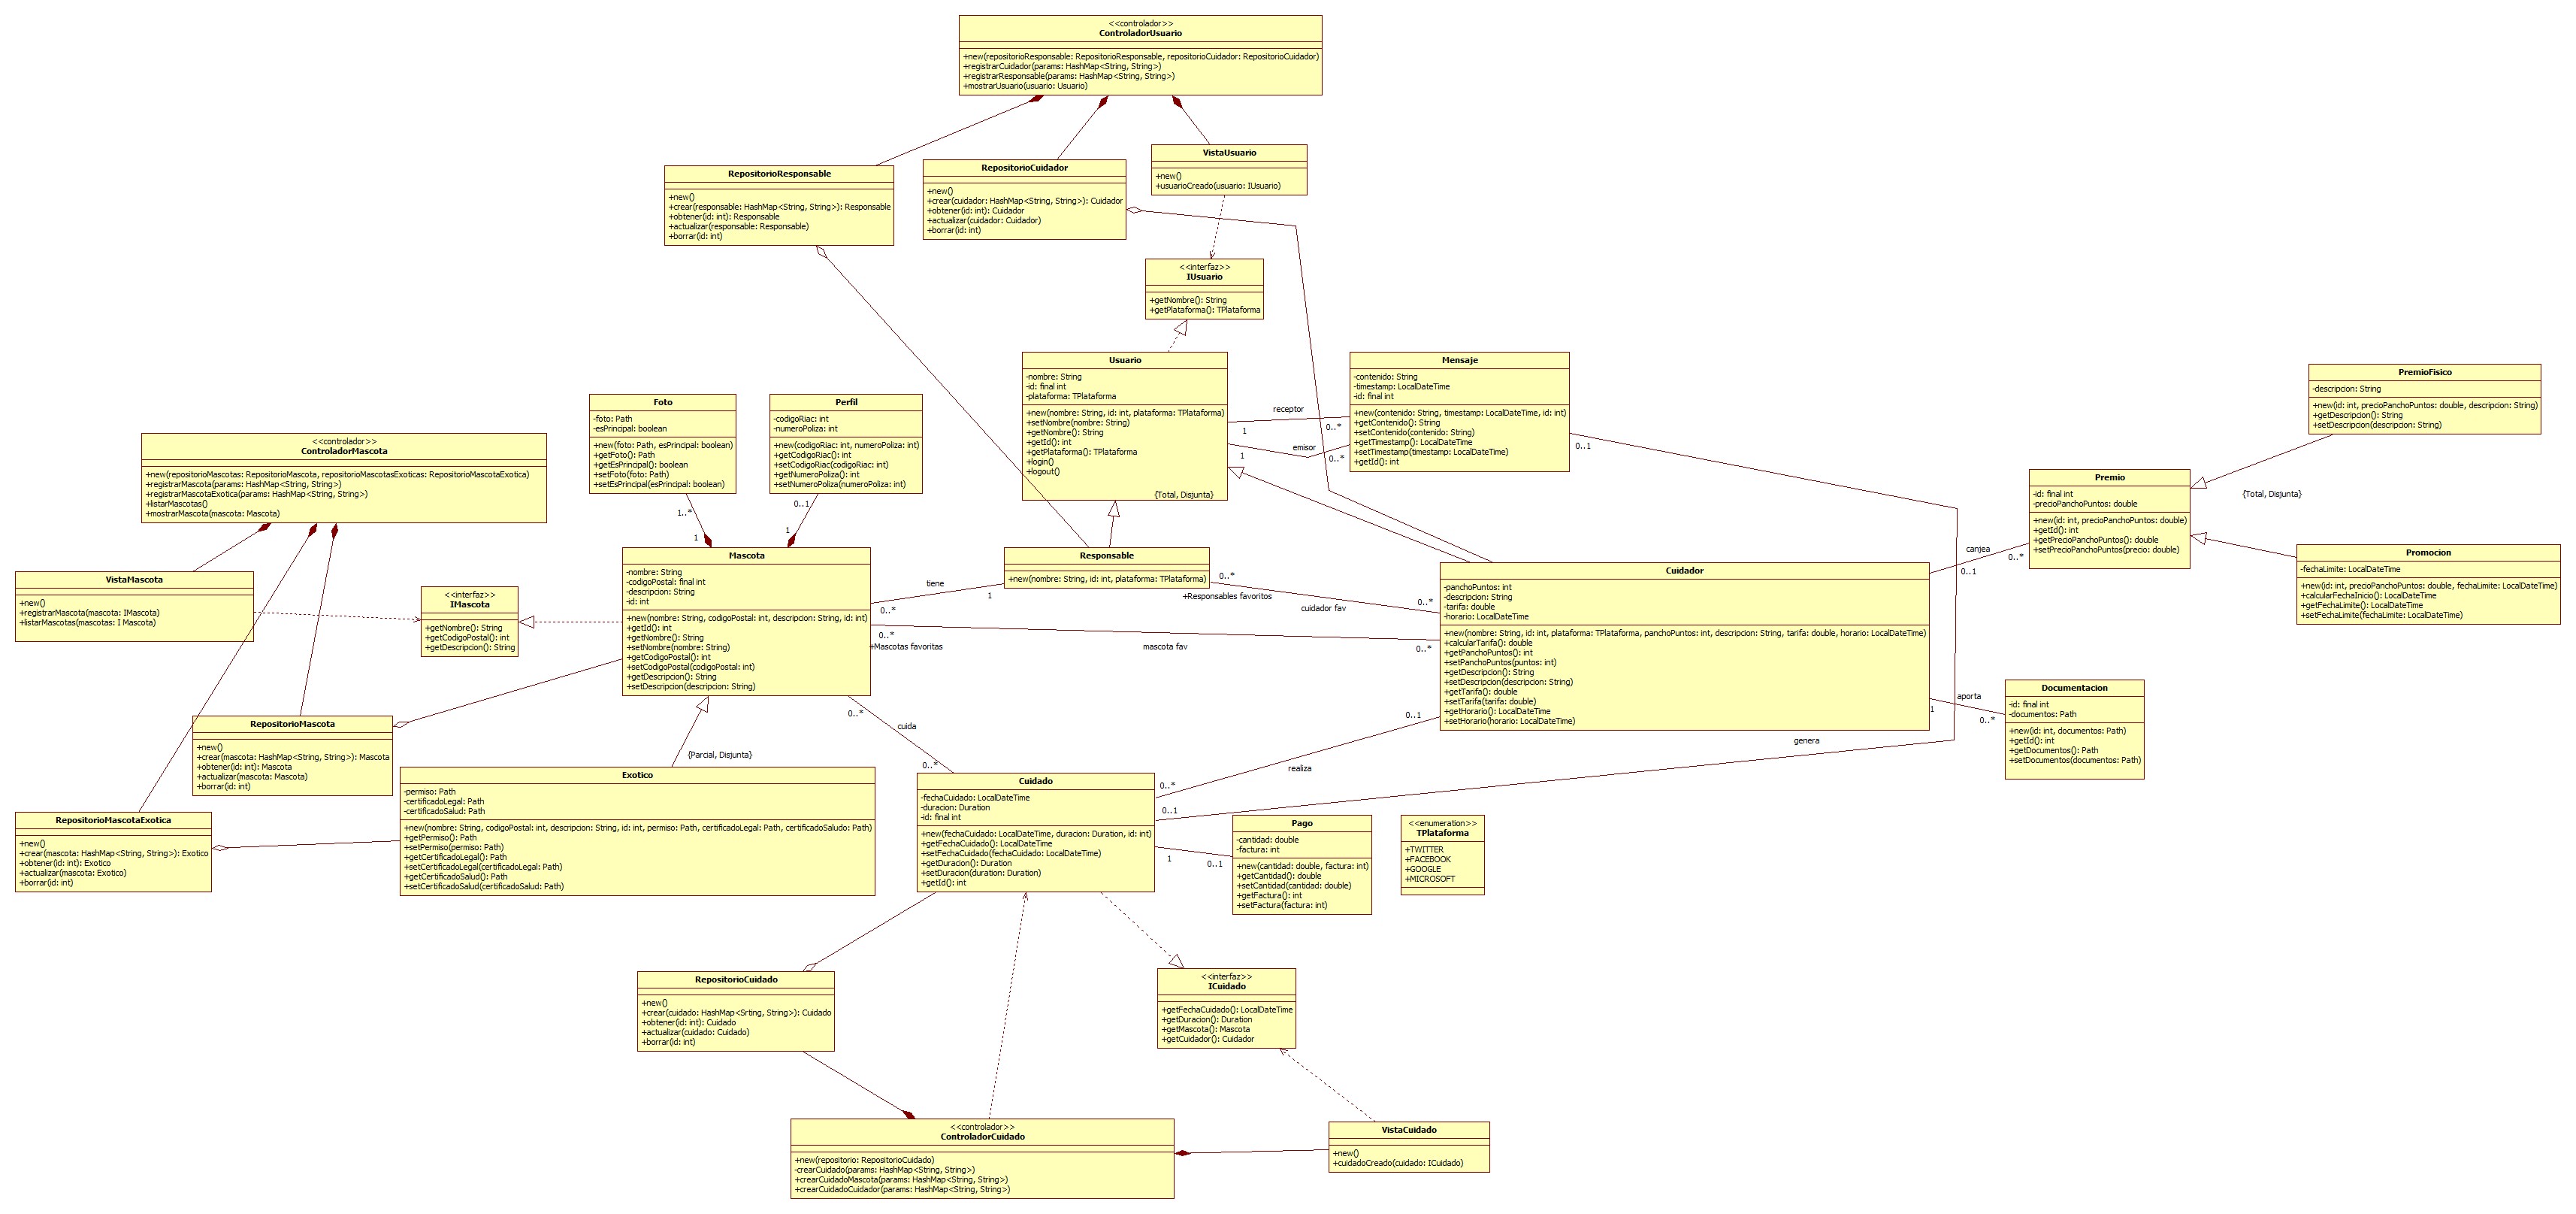 <<controlador>>
ControladorUsuario
+new(repositorioResponsable: RepositorioResponsable, repositorioCuidador: RepositorioCuidador)
+registrarCuidador(params: HashMap<String, String>)
+registrarResponsable(params: HashMap<String, String>)
+mostrarUsuario(usuario: Usuario)
RepositorioResponsable
+new()
+crear(responsable: HashMap<String, String>): Responsable
+obtener(id: int): Responsable
+actualizar(responsable: Responsable)
+borrar(id: int)
RepositorioCuidador
+new()
+crear(cuidador: HashMap<String, String>): Cuidador
+obtener(id: int): Cuidador
+actualizar(cuidador: Cuidador)
+borrar(id: int)
VistaUsuario
+new()
+usuarioCreado(usuario: IUsuario)
<<interfaz>>
IUsuario
+getNombre(): String
+getPlataforma(): TPlataforma
Usuario
-nombre: String
-id: final int
-plataforma: TPlataforma
+new(nombre: String, id: int, plataforma: TPlataforma)
+setNombre(nombre: String)
+getNombre(): String
+getId(): int
+getPlataforma(): TPlataforma
+login()
+logout()
{Total, Disjunta}
receptor
1
0..*
emisor
1
0..*
Mensaje
-contenido: String
-timestamp: LocalDateTime
-id: final int
+new(contenido: String, timestamp: LocalDateTime, id: int)
+getContenido(): String
+setContenido(contenido: String)
+getTimestamp(): LocalDateTime
+setTimestamp(timestamp: LocalDateTime)
+getId(): int
0..1
PremioFisico
-descripcion: String
+new(id: int, precioPanchoPuntos: double, descripcion: String)
+getDescripcion(): String
+setDescripcion(descripcion: String)
Premio
-id: final int
-precioPanchoPuntos: double
+new(id: int, precioPanchoPuntos: double)
+getId(): int
+getPrecioPanchoPuntos(): double
+setPrecioPanchoPuntos(precio: double)
{Total, Disjunta}
Promocion
-fechaLimite: LocalDateTime
+new(id: int, precioPanchoPuntos: double, fechaLimite: LocalDateTime)
+calcularFechaInicio(): LocalDateTime
+getFechaLimite(): LocalDateTime
+setFechaLimite(fechaLimite: LocalDateTime)
canjea
0..1
0..*
Foto
-foto: Path
-esPrincipal: boolean
+new(foto: Path, esPrincipal: boolean)
+getFoto(): Path
+getEsPrincipal(): boolean
+setFoto(foto: Path)
+setEsPrincipal(esPrincipal: boolean)
1..*
1
Perfil
-codigoRiac: int
-numeroPoliza: int
+new(codigoRiac: int, numeroPoliza: int)
+getCodigoRiac(): int
+setCodigoRiac(codigoRiac: int)
+getNumeroPoliza(): int
+setNumeroPoliza(numeroPoliza: int)
0..1
1
<<controlador>>
ControladorMascota
+new(repositorioMascotas: RepositorioMascota, repositorioMascotasExoticas: RepositorioMascotaExotica)
+registrarMascota(params: HashMap<String, String>)
+registrarMascotaExotica(params: HashMap<String, String>)
+listarMascotas()
+mostrarMascota(mascota: Mascota)
VistaMascota
+new()
+registrarMascota(mascota: IMascota)
+listarMascotas(mascotas: I Mascota)
<<interfaz>>
IMascota
+getNombre(): String
+getCodigoPostal(): int
+getDescripcion(): String
Mascota
-nombre: String
-codigoPostal: final int
-descripcion: String
-id: int
+new(nombre: String, codigoPostal: int, descripcion: String, id: int)
+getId(): int
+getNombre(): String
+setNombre(nombre: String)
+getCodigoPostal(): int
+setCodigoPostal(codigoPostal: int)
+getDescripcion(): String
+setDescripcion(descripcion: String)
tiene
0..*
1
Responsable
+new(nombre: String, id: int, plataforma: TPlataforma)
0..*
+Responsables favoritos
cuidador fav
0..*
0..*
+Mascotas favoritas
mascota fav
0..*
Cuidador
-panchoPuntos: int
-descripcion: String
-tarifa: double
-horario: LocalDateTime
+new(nombre: String, id: int, plataforma: TPlataforma, panchoPuntos: int, descripcion: String, tarifa: double, horario: LocalDateTime)
+calcularTarifa(): double
+getPanchoPuntos(): int
+setPanchoPuntos(puntos: int)
+getDescripcion(): String
+setDescripcion(descripcion: String)
+getTarifa(): double
+setTarifa(tarifa: double)
+getHorario(): LocalDateTime
+setHorario(horario: LocalDateTime)
aporta
1
0..*
Documentacion
-id: final int
-documentos: Path
+new(id: int, documentos: Path)
+getId(): int
+getDocumentos(): Path
+setDocumentos(documentos: Path)
RepositorioMascota
+new()
+crear(mascota: HashMap<String, String>): Mascota
+obtener(id: int): Mascota
+actualizar(mascota: Mascota)
+borrar(id: int)
RepositorioMascotaExotica
+new()
+crear(mascota: HashMap<String, String>): Exotico
+obtener(id: int): Exotico
+actualizar(mascota: Exotico)
+borrar(id: int)
{Parcial, Disjunta}
Exotico
-permiso: Path
-certificadoLegal: Path
-certificadoSalud: Path
+new(nombre: String, codigoPostal: int, descripcion: String, id: int, permiso: Path, certificadoLegal: Path, certificadoSaludo: Path)
+getPermiso(): Path
+setPermiso(permiso: Path)
+getCertificadoLegal(): Path
+setCertificadoLegal(certificadoLegal: Path)
+getCertificadoSalud(): Path
+setCertificadoSalud(certificadoSalud: Path)
0..*
cuida
0..*
0..1
realiza
0..*
genera
0..1
Cuidado
-fechaCuidado: LocalDateTime
-duracion: Duration
-id: final int
+new(fechaCuidado: LocalDateTime, duracion: Duration, id: int)
+getFechaCuidado(): LocalDateTime
+setFechaCuidado(fechaCuidado: LocalDateTime)
+getDuracion(): Duration
+setDuracion(duration: Duration)
+getId(): int
1
0..1
Pago
-cantidad: double
-factura: int
+new(cantidad: double, factura: int)
+getCantidad(): double
+setCantidad(cantidad: double)
+getFactura(): int
+setFactura(factura: int)
<<enumeration>>
TPlataforma
+TWITTER
+FACEBOOK
+GOOGLE
+MICROSOFT
RepositorioCuidado
+new()
+crear(cuidado: HashMap<Srting, String>): Cuidado
+obtener(id: int): Cuidado
+actualizar(cuidado: Cuidado)
+borrar(id: int)
<<interfaz>>
ICuidado
+getFechaCuidado(): LocalDateTime
+getDuracion(): Duration
+getMascota(): Mascota
+getCuidador(): Cuidador
<<controlador>>
ControladorCuidado
+new(repositorio: RepositorioCuidado)
-crearCuidado(params: HashMap<String, String>)
+crearCuidadoMascota(params: HashMap<String, String>)
+crearCuidadoCuidador(params: HashMap<String, String>)
VistaCuidado
+new()
+cuidadoCreado(cuidado: ICuidado)